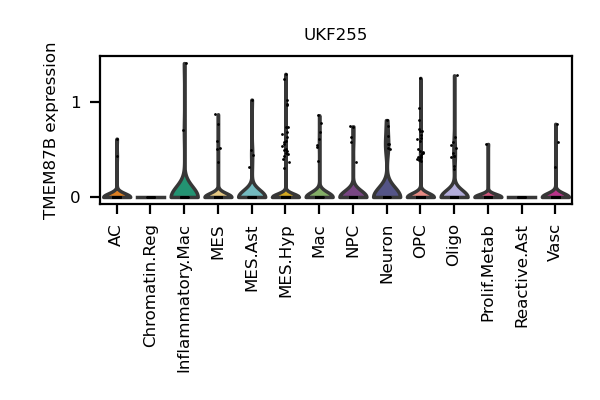 UKF255
TMEM87B expression
1
0
AC
Chromatin.Reg
Inflammatory.Mac
MES
MES.Ast
MES.Hyp
Mac
NPC
Neuron
OPC
Oligo
Prolif.Metab
Reactive.Ast
Vasc